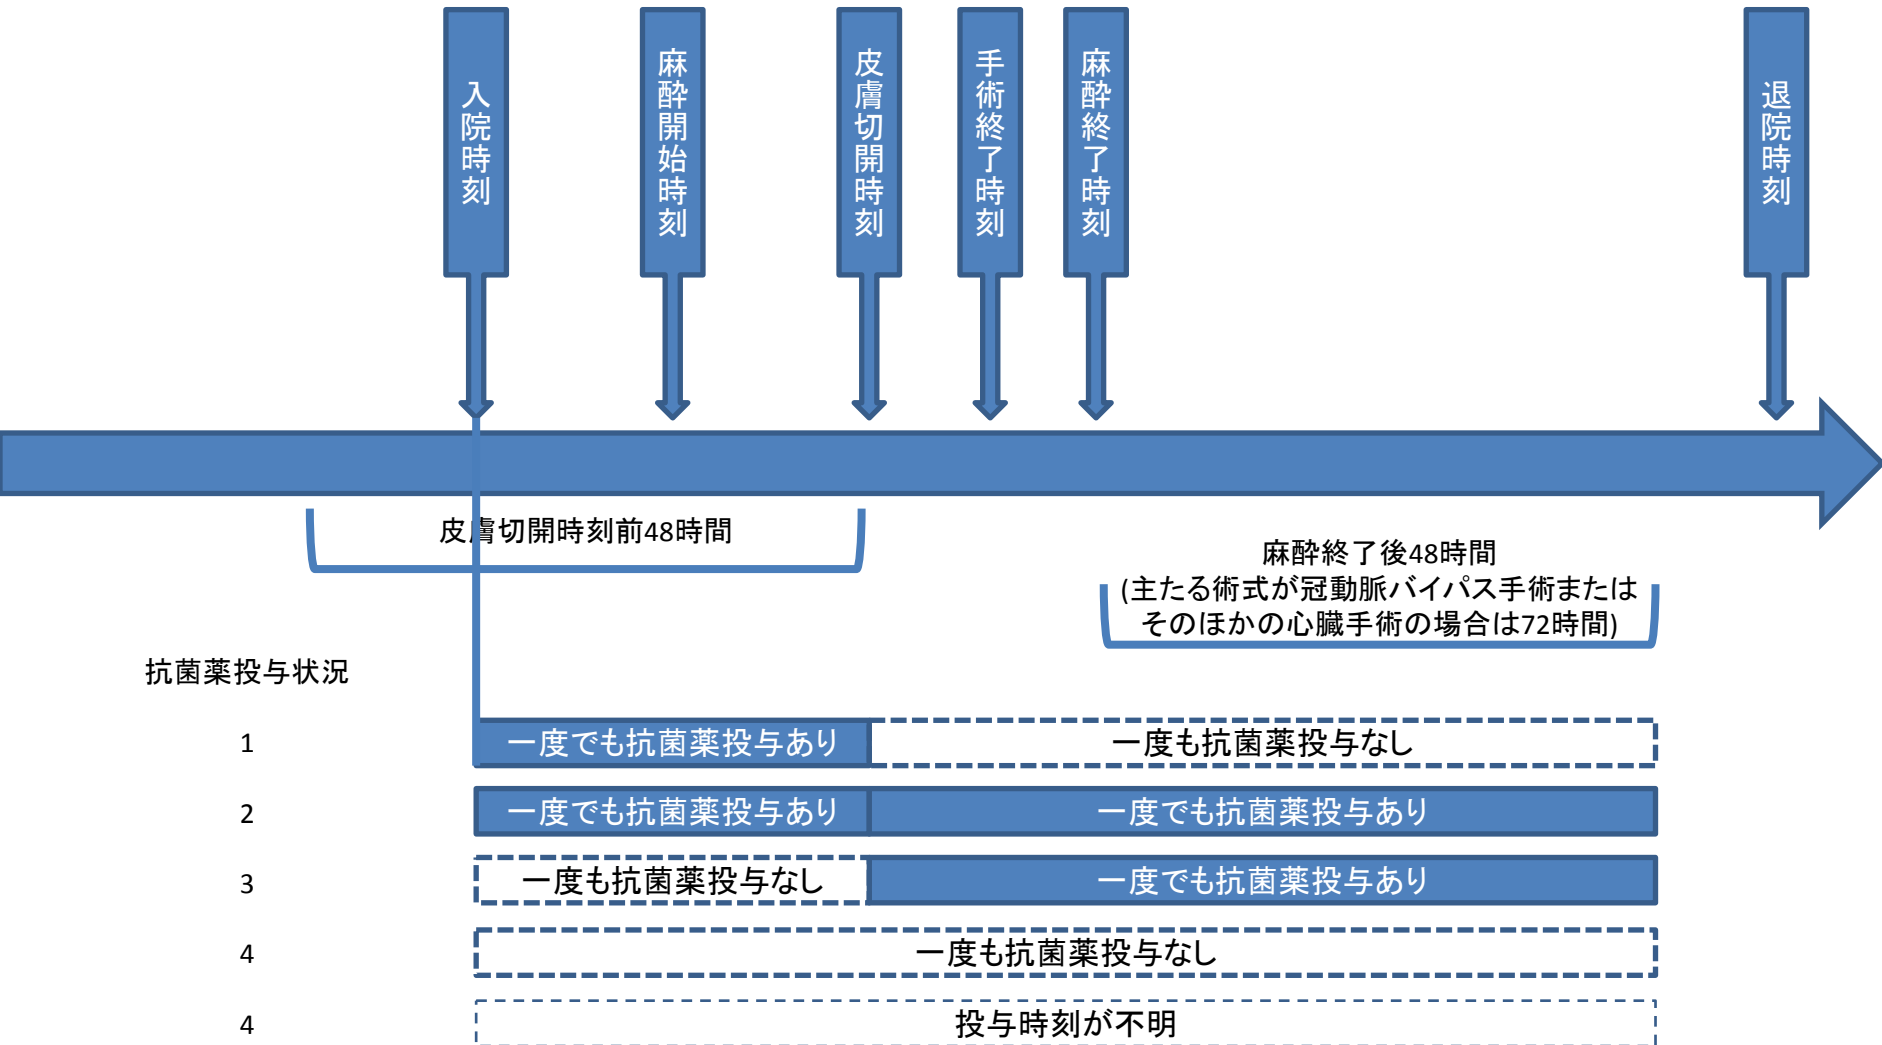 入院時刻
麻酔開始時刻
皮膚切開時刻
手術終了時刻
麻酔終了時刻
退院時刻
皮膚切開時刻前48時間
麻酔終了後48時間
(主たる術式が冠動脈バイパス手術または
そのほかの心臓手術の場合は72時間)
抗菌薬投与状況
1 一度でも抗菌薬投与あり 一度も抗菌薬投与なし
2 一度でも抗菌薬投与あり 一度でも抗菌薬投与あり
3 一度も抗菌薬投与なし 一度でも抗菌薬投与あり
4 一度も抗菌薬投与なし
4 投与時刻が不明